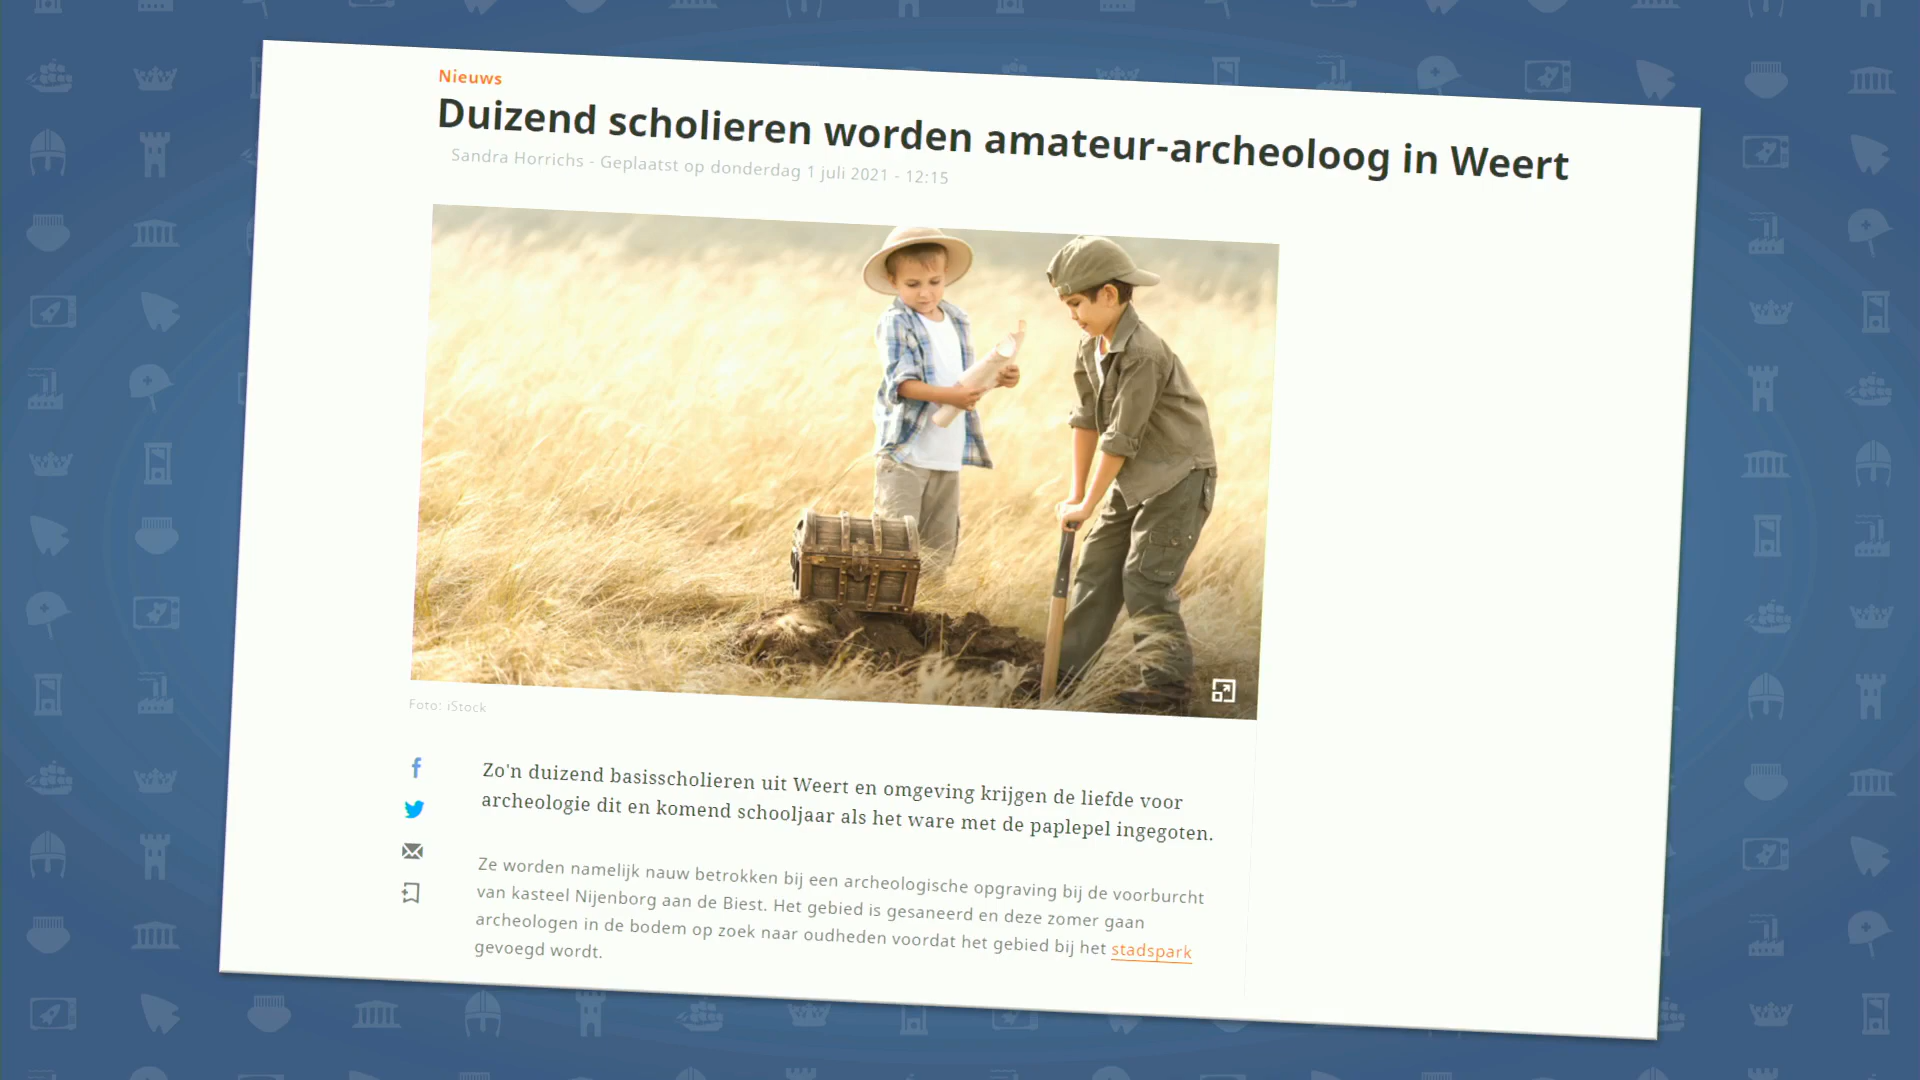 Nieuws
Duizend scholieren worden amateur-archeoloog in Weert
Sandra Horrichs - Geplaatst op donderdag 1 juli 2021 - 12:15
Foto: iStock
Zo'n duizend basisscholieren uit Weert en omgeving krijgen de liefde voor
archeologie dit en komend schooljaar als het ware met de paplepel ingegoten.
Ze worden namelijk nauw betrokken bij een archeologische opgraving bij de voorburcht
van kasteel Nijenborg aan de Biest. Het gebied is gesaneerd en deze zomer gaan
archeologen in de bodem op zoek naar oudheden voordat het gebied bij het stadspark
gevoegd wordt.